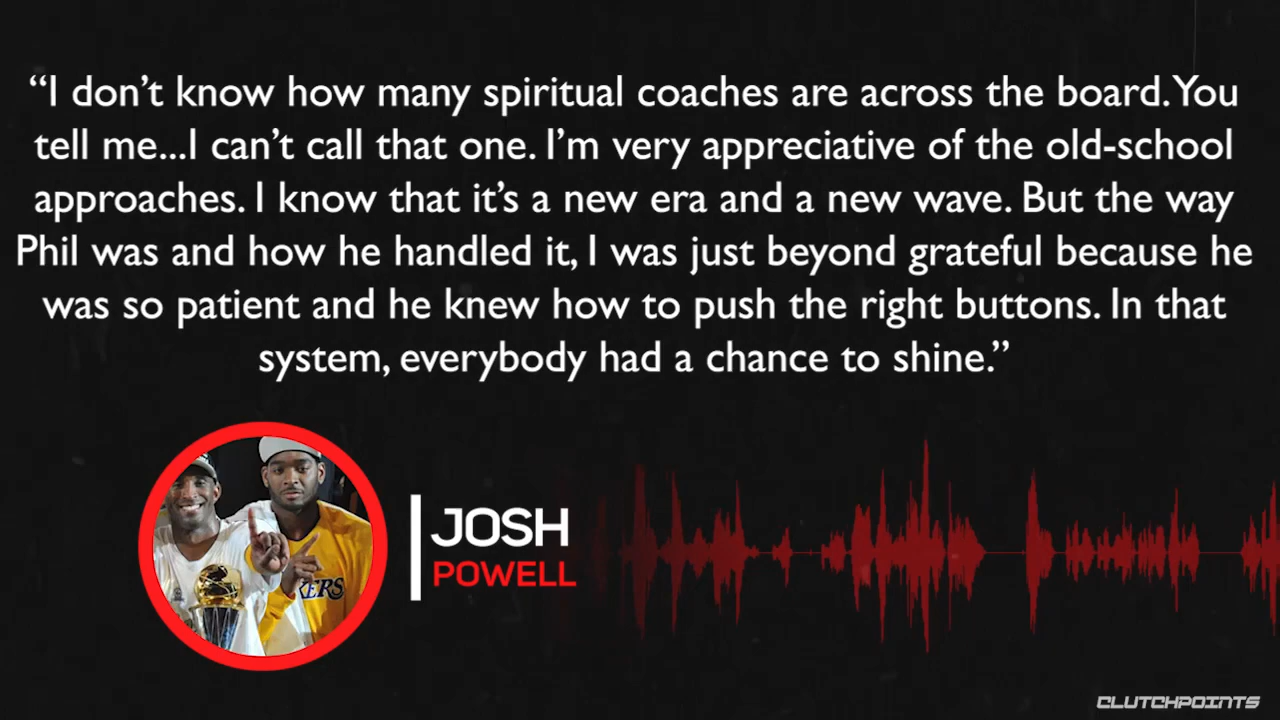 “I don’t know how many spiritual coaches are across the board. You
tell me...I can’t call that one. I’m very appreciative of the old-school
approaches. I know that it’s a new era and a new wave. But the way
Phil was and how he handled it, I was just beyond grateful because he
was so patient and he knew how to push the right buttons. In that
system, everybody had a chance to shine.”
JOSH
POWELL
KERS
CLUTCHPOINTS